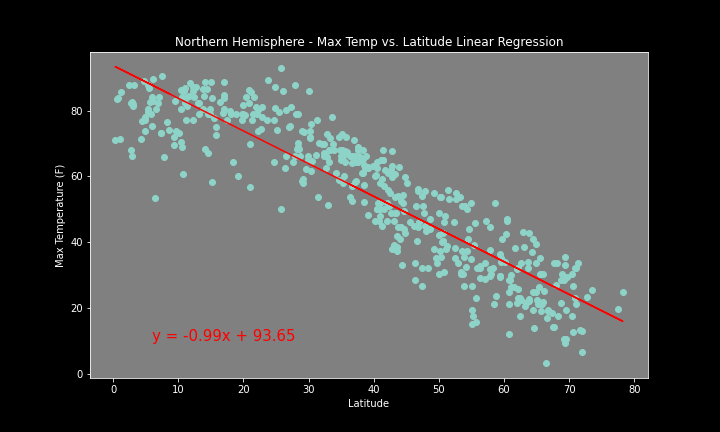 Northern Hemisphere - Max Temp vs. Latitude Linear Regression
Max Temperature (F)
80
60
40
20
0
y = -0.99x + 93.65
0 10 20 30 40 50 60 70 80
Latitude